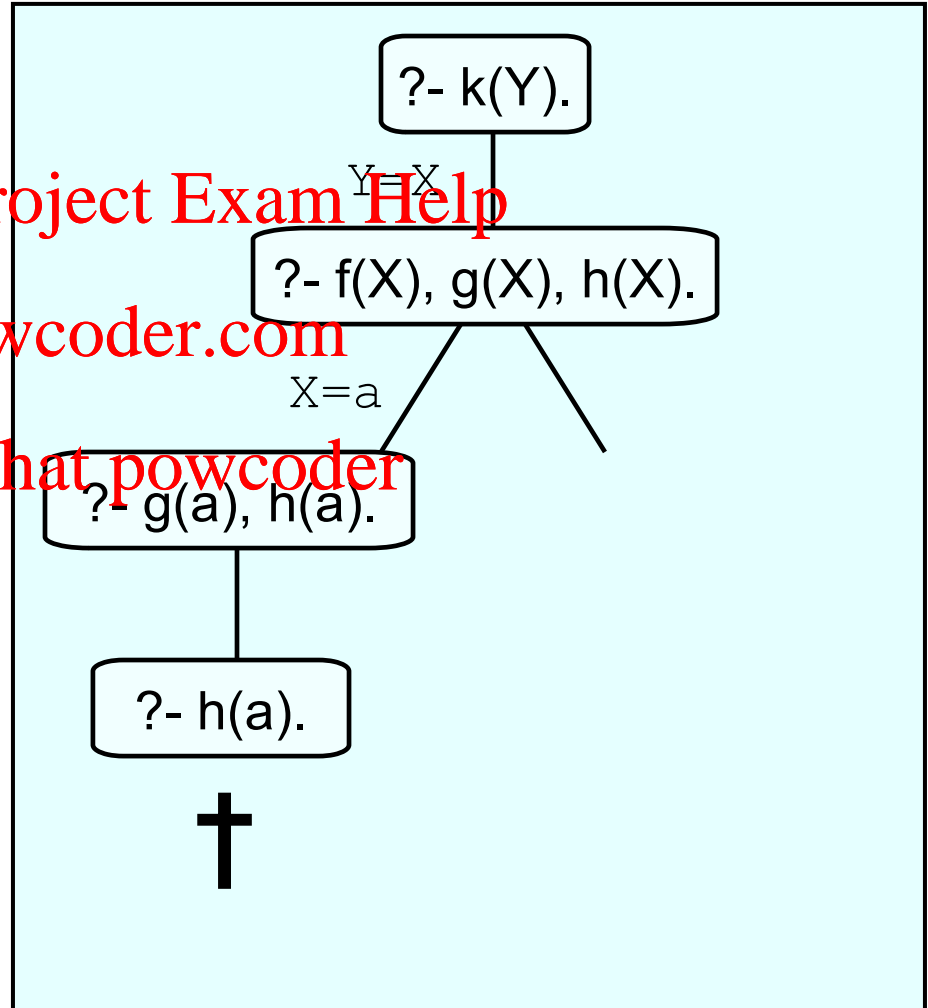 ?- k(Y).
Y=X
roject Exam Help
?- f(X), g(X), h(X).
wcoder.com
X=a
hat powcoder
?- g(a), h(a).
?- h(a).